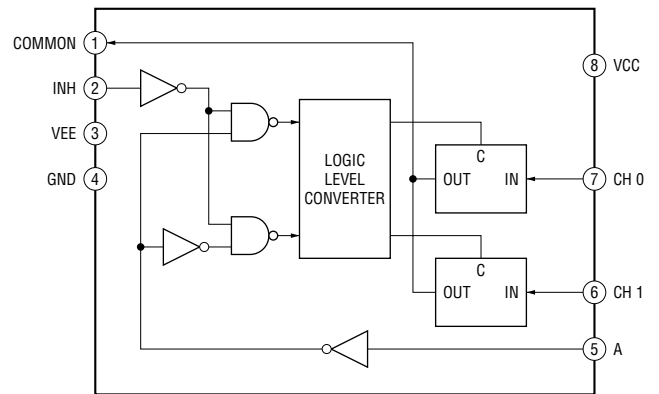 COMMON 1
INH 2
VEE 3
GND 4
8 VCC
LOGIC
LEVEL
CONVERTER
C
OUT IN
7 CH 0
C
OUT IN
6 CH 1
5 A